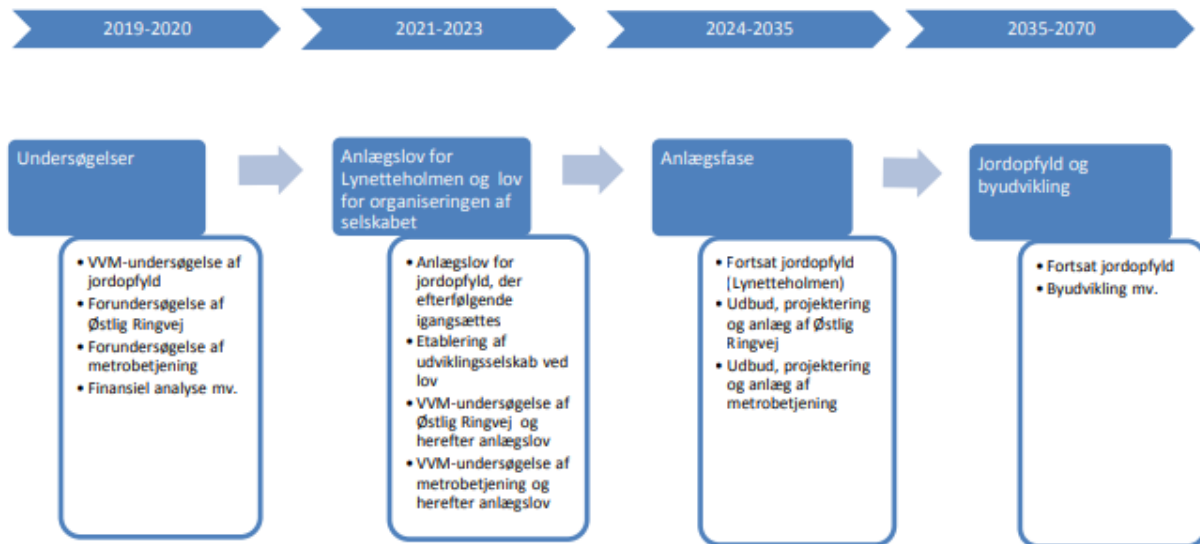 2019-2020
2021-2023
2024-2035
2035-2070
Undersøgelser
• VVM-undersøgelse af
jordopfyld
• Forundersøgelse af
Østlig Ringvej
• Forundersøgelse af
metrobetjening
• Finansiel analyse mv.
Anlægslov for
Lynetteholmen og lov
for organiseringen af
selskabet
• Anlægslov for
jordopfyld, der
efterfølgende
igangsættes
• Etablering af
udviklingsselskab ved
lov
• VVM-undersøgelse af
Østlig Ringvej og
herefter anlægslov
• VVM-undersøgelse af
metrobetjening og
herefter anlægslov
Anlægsfase
• Fortsat jordopfyld
(Lynetteholmen)
• Udbud, projektering
og anlæg af Østlig
Ringvej
• Udbud, projektering
og anlæg af
metrobetjening
Jordopfyld og
byudvikling
• Fortsat jordopfyld
• Byudvikling mv.